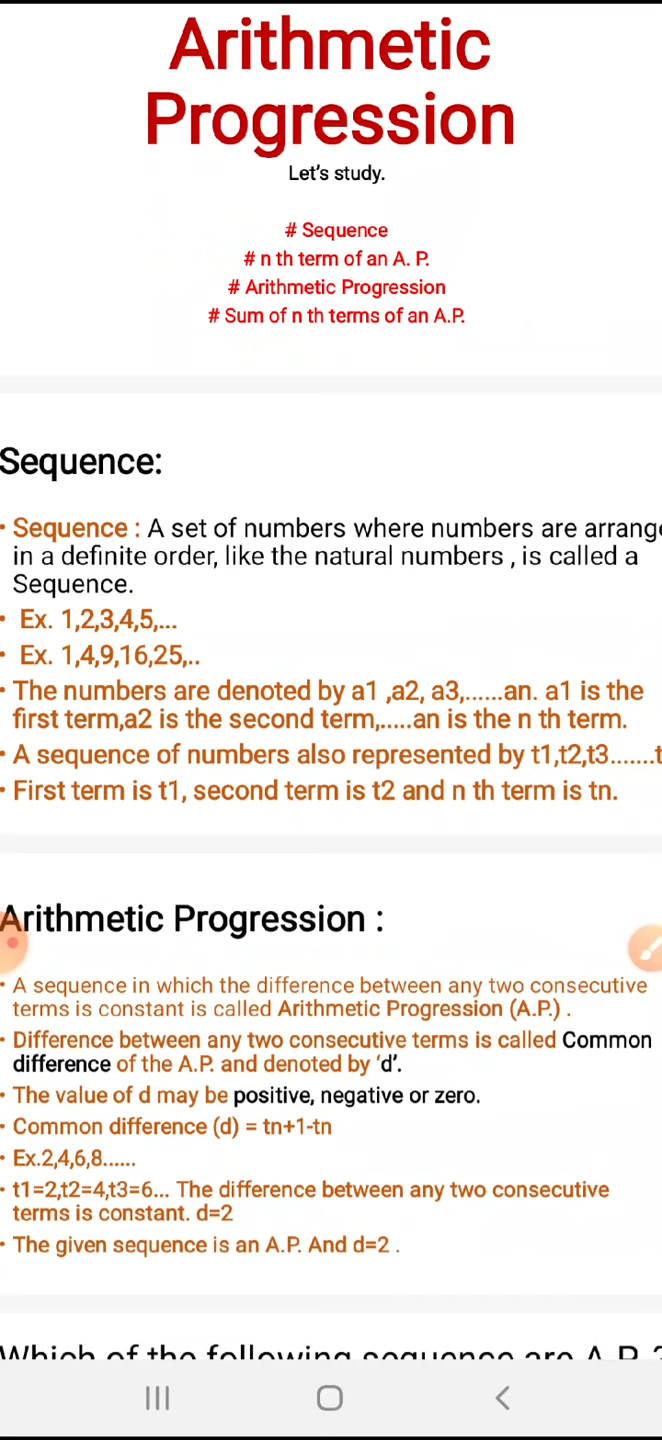 Arithmetic
Progression
Let's study.
# Sequence
# n th term of an A. P.
# Arithmetic Progression
# Sum of n th terms of an A.P.
Sequence:
• Sequence : A set of numbers where numbers are arrange
in a definite order, like the natural numbers , is called a
Sequence.
• Ex. 1,2,3,4,5,...
• Ex. 1,4,9,16,25,..
• The numbers are denoted by a1 ,a2, a3,......an. a1 is the
first term,a2 is the second term,.....an is the n th term.
• A sequence of numbers also represented by t1,t2,t3.......t
• First term is t1, second term is t2 and n th term is tn.
Arithmetic Progression :
• A sequence in which the difference between any two consecutive
terms is constant is called Arithmetic Progression (A.P.) .
• Difference between any two consecutive terms is called Common
difference of the A.P. and denoted by ‘d’.
• The value of d may be positive, negative or zero.
• Common difference (d) = tn+1-tn
• Ex.2,4,6,8......
• t1=2,t2=4,t3=6... The difference between any two consecutive
terms is constant. d=2
• The given sequence is an A.P. And d=2 .
Which of the following sequence are A.P. ?